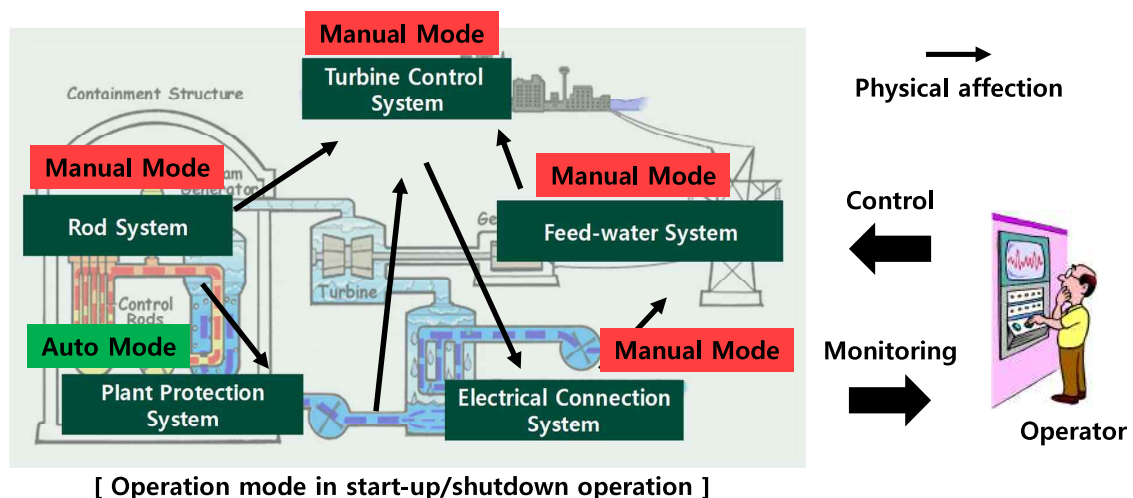 Manual Mode
Turbine Control
System
Physical affection
Containment Structure
Manual Mode
Generator
Rod System
Manual Mode
Feed-water System
Control
Turbine
Control
Rods
Auto Mode
Plant Protection
System
Manual Mode
Electrical Connection
System
Monitoring
Operator
[ Operation mode in start-up/shutdown operation ]